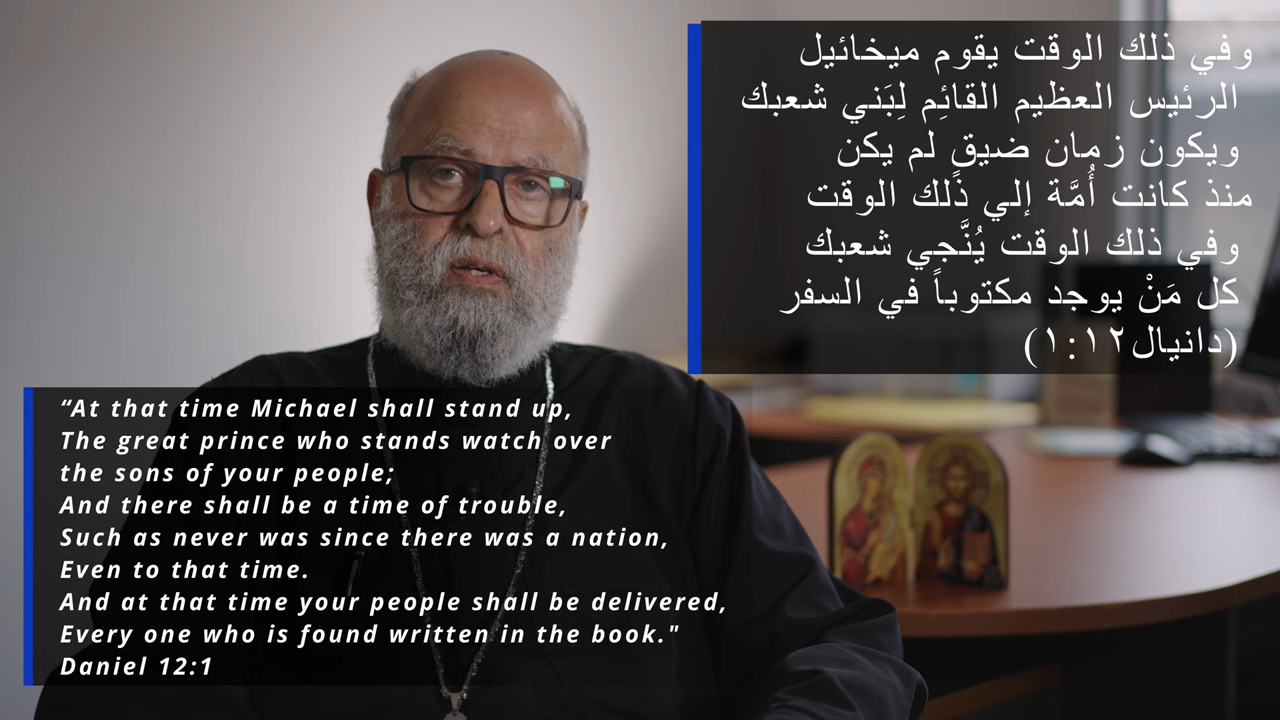 وفي ذلك الوقت يقوم ميخائيل
الرئيس العظيم القائِم لِبَني شعبك
ويكون زمان ضيقٍ لم يكن
منذ كانت أُمَّة إلي ذلك الوقت
وفي ذلك الوقت يُنَّجي شعبك
كل مَنْ يوجد مكتوباً في السفر
(دانيال١:١٢)
“At that time Michael shall stand up,
The great prince who stands watch over
the sons of your people;
And there shall be a time of trouble,
Such as never was since there was a nation,
Even to that time.
And at that time your people shall be delivered,
Every one who is found written in the book."
Daniel 12:1